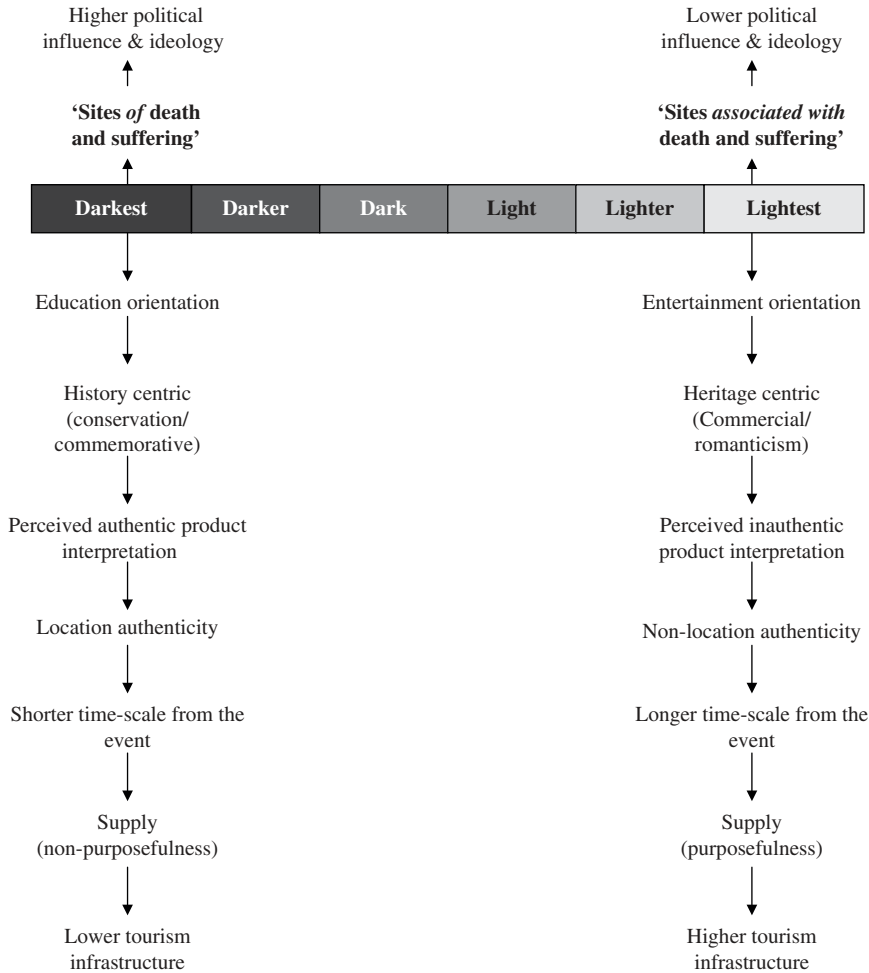 Higher political
influence & ideology
Lower political
influence & ideology
‘Sites of death
and suffering’
‘Sites associated with
death and suffering’
Darkest Darker Dark Light Lighter Lightest
Education orientation
Entertainment orientation
History centric
(conservation/
commemorative)
Heritage centric
(Commercial/
romanticism)
Perceived authentic product
interpretation
Perceived inauthentic
product interpretation
Location authenticity
Non-location authenticity
Shorter time-scale from the
event
Longer time-scale from the
event
Supply
(non-purposefulness)
Supply
(purposefulness)
Lower tourism
infrastructure
Higher tourism
infrastructure